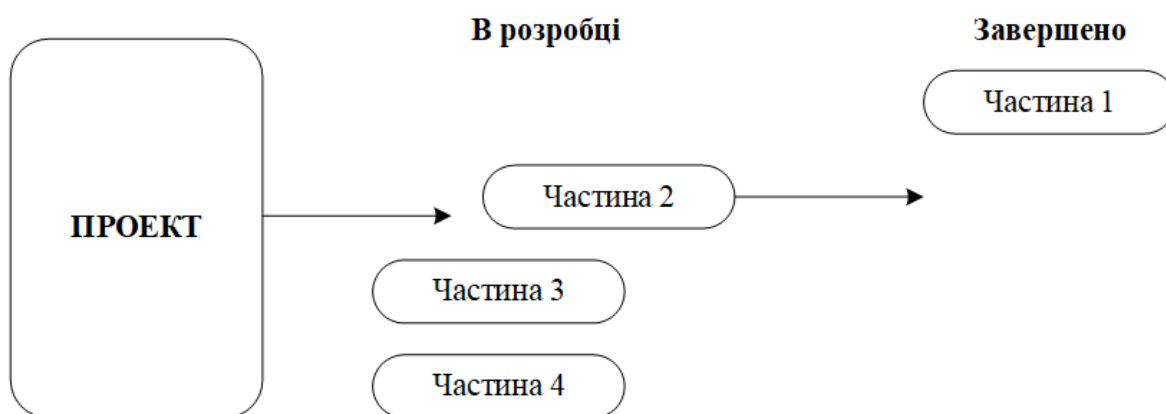 В розробці
Завершено
Частина 1
Частина 2
ПРОЕКТ
Частина 3
Частина 4